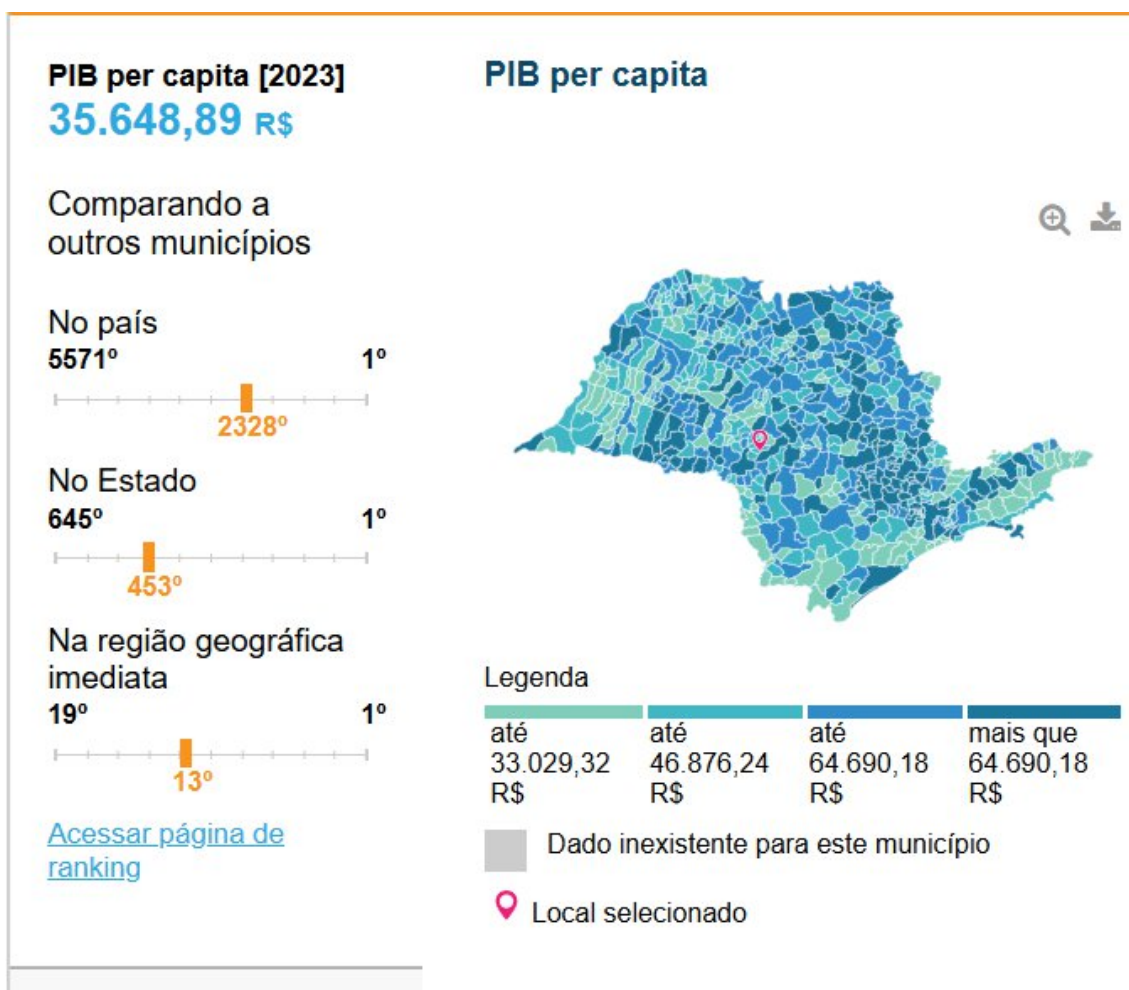 PIB per capita [2023]
35.648,89 R$
Comparando a
outros municípios
No país
5571º 1º
2328º
No Estado
645º 1º
453º
Na região geográfica
imediata
19º 1º
13º
Acessar página de
ranking
PIB per capita
Legenda
até
33.029,32
R$
até
46.876,24
R$
até
64.690,18
R$
mais que
64.690,18
R$
Dado inexistente para este município
Local selecionado